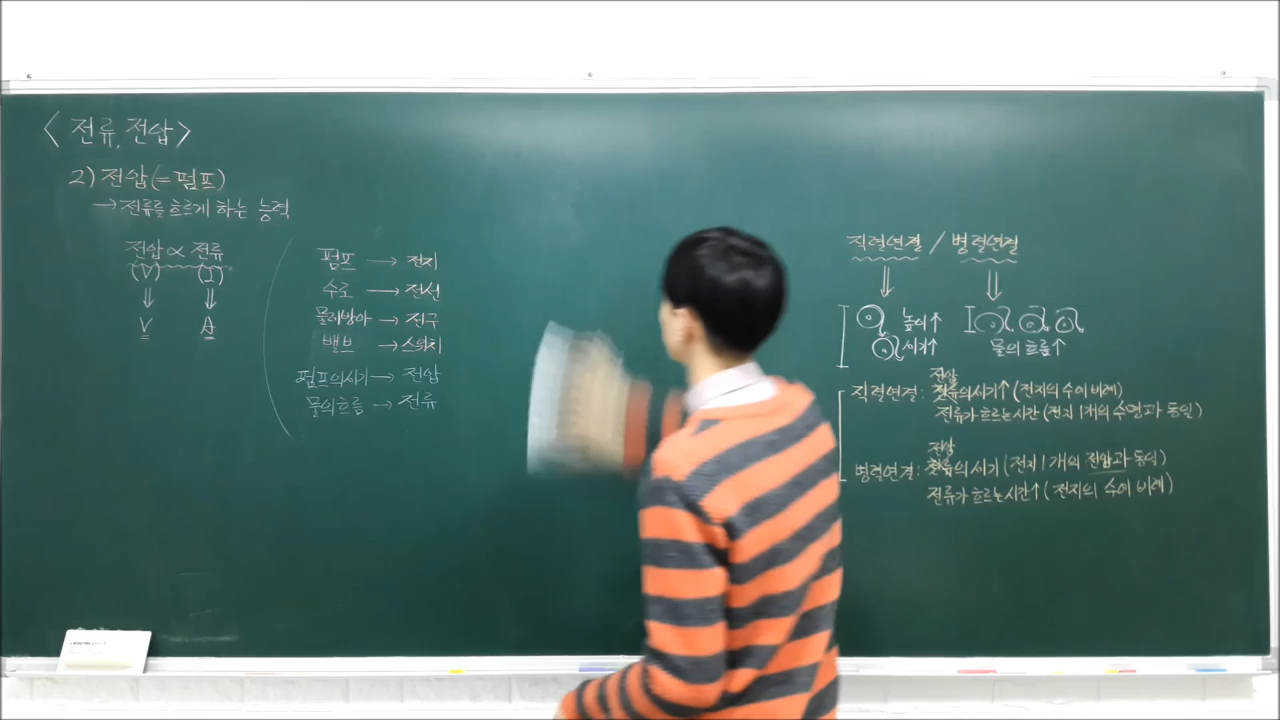 < 전류, 전압 >
2) 전압(=펌프)
→ 전류를 흐르게 하는 능력
전압 ∝ 전류
(V) (I)
⇓ ⇓
V A
펌프 → 전지
수로 → 전선
물레방아 → 전구
밸브 → 스위치
펌프의 세기 → 전압
물의 흐름 → 전류
직렬연결 / 병렬연결
⇓ ⇓
높이↑
세기↑
물의 흐름↑
전압
직렬연결: 의 세기↑ (전지의 수에 비례)
전류가 흐르는 시간 (전지 1개의 수명과 동일)
전압
병렬연결: 의 세기 (전지 1개의 전압과 동일)
전류가 흐르는 시간↑ (전지의 수에 비례)